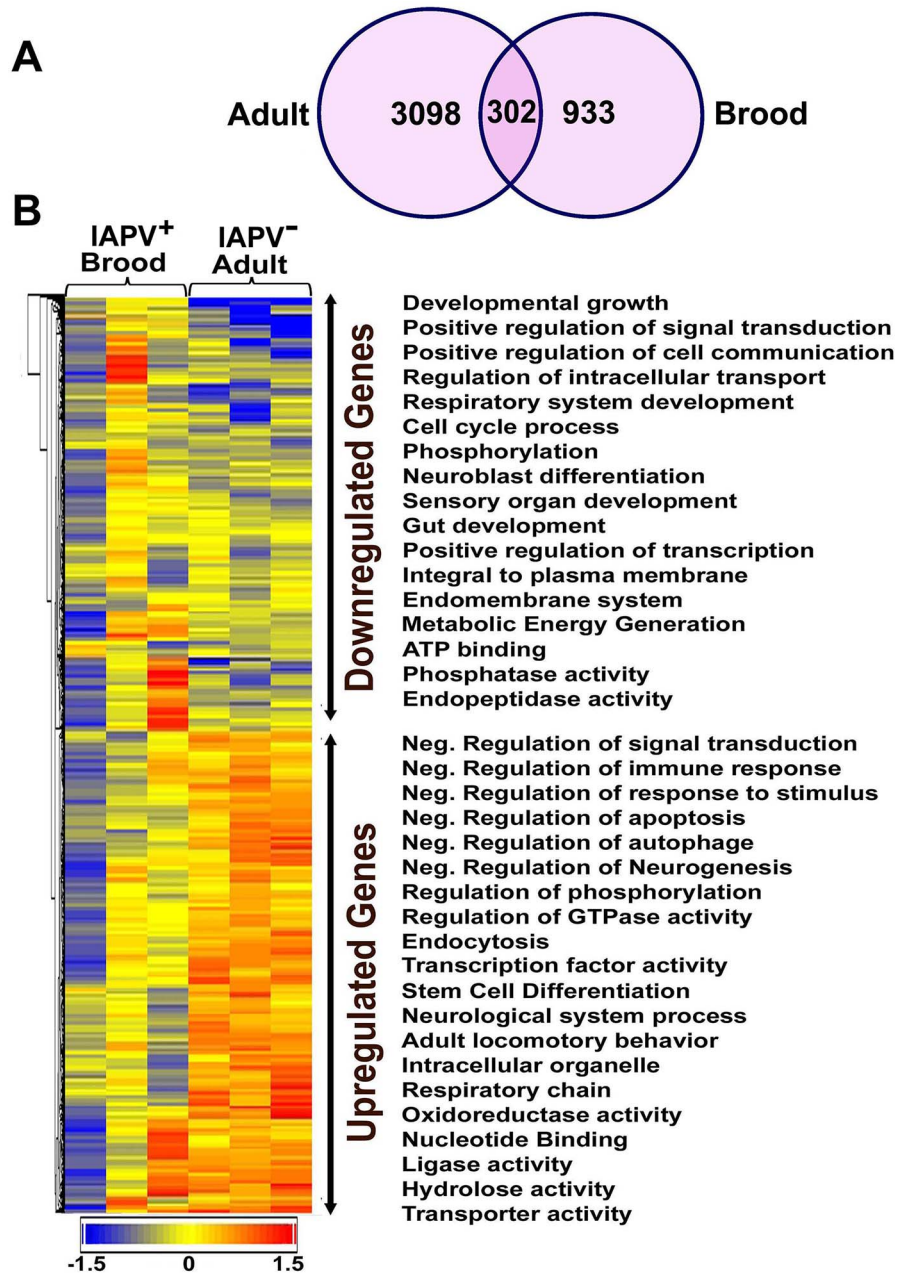 A
Adult 3098 302 933 Brood
B
IAPV+ IAPV-
Brood Adult
Downregulated Genes
Developmental growth
Positive regulation of signal transduction
Positive regulation of cell communication
Regulation of intracellular transport
Respiratory system development
Cell cycle process
Phosphorylation
Neuroblast differentiation
Sensory organ development
Gut development
Positive regulation of transcription
Integral to plasma membrane
Endomembrane system
Metabolic Energy Generation
ATP binding
Phosphatase activity
Endopeptidase activity
Upregulated Genes
Neg. Regulation of signal transduction
Neg. Regulation of immune response
Neg. Regulation of response to stimulus
Neg. Regulation of apoptosis
Neg. Regulation of autophage
Neg. Regulation of Neurogenesis
Regulation of phosphorylation
Regulation of GTPase activity
Endocytosis
Transcription factor activity
Stem Cell Differentiation
Neurological system process
Adult locomotory behavior
Intracellular organelle
Respiratory chain
Oxidoreductase activity
Nucleotide Binding
Ligase activity
Hydrolose activity
Transporter activity
-1.5 0 1.5